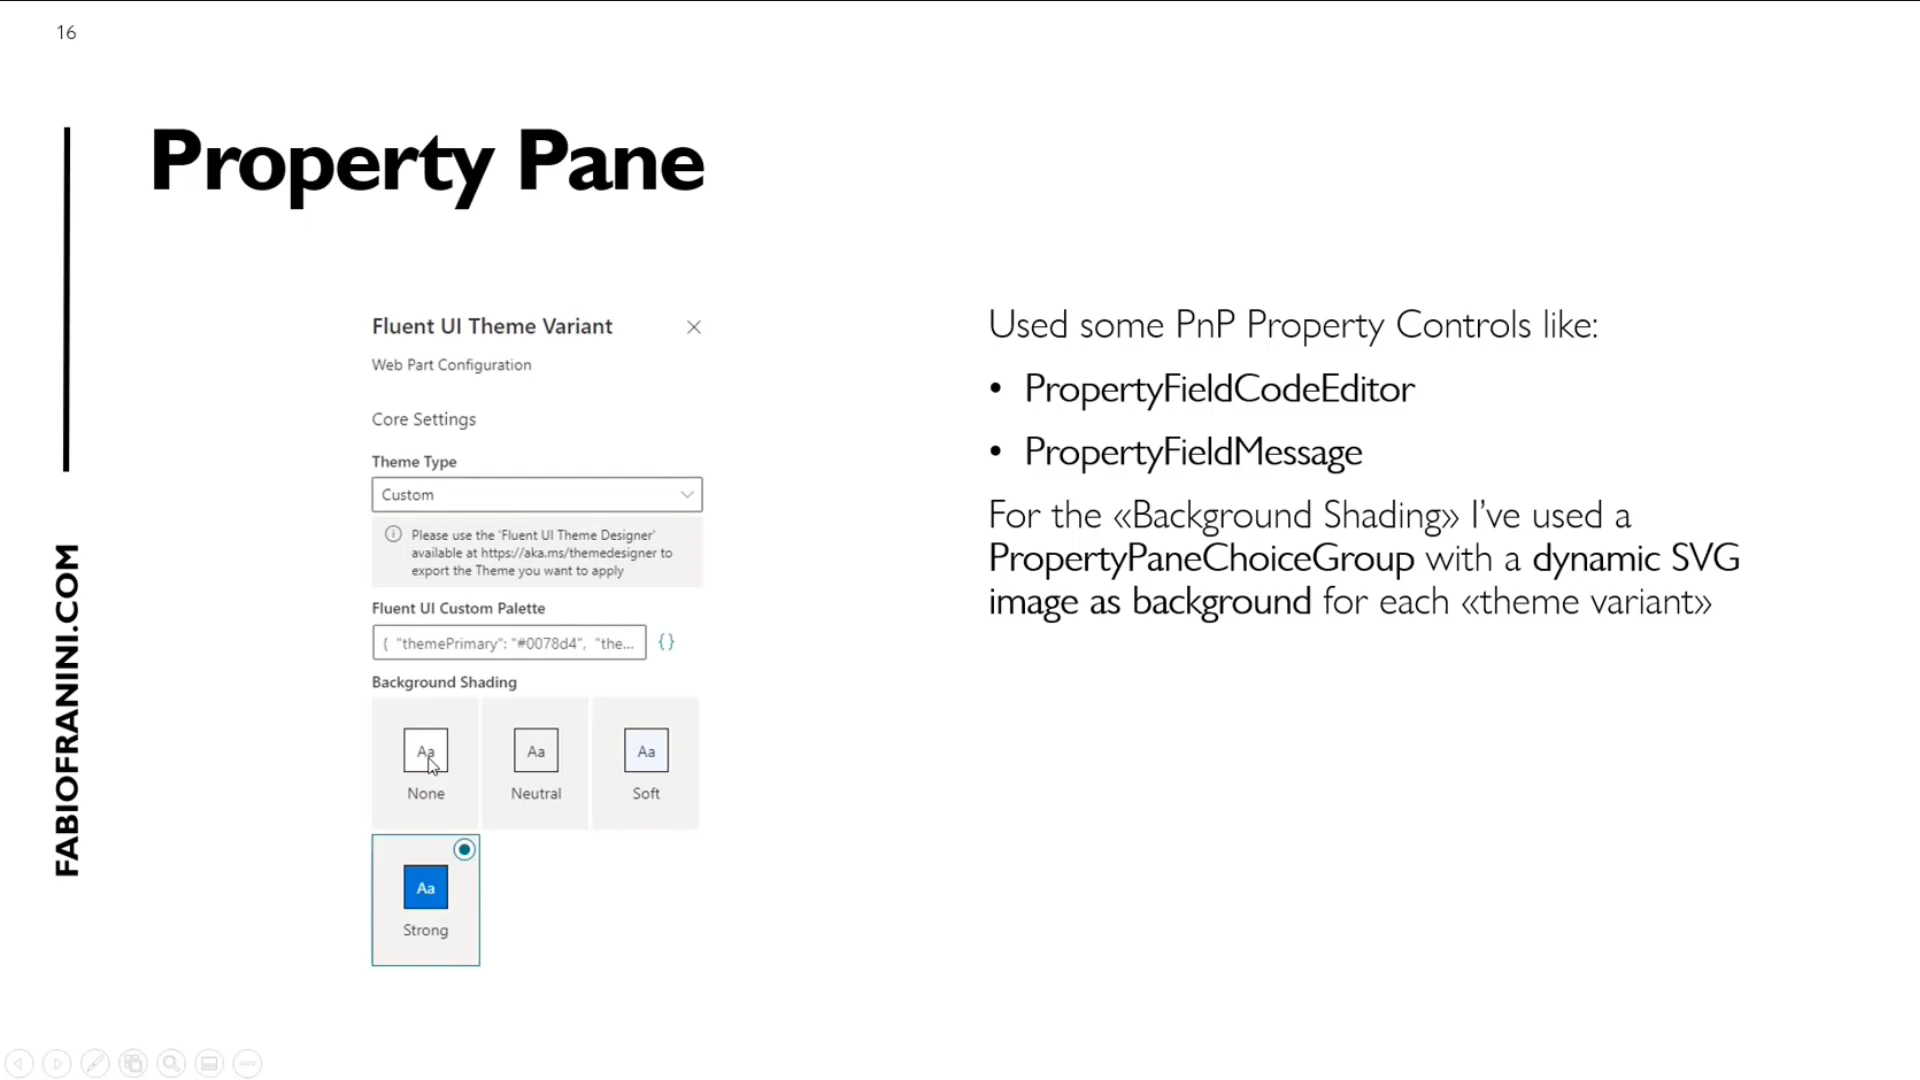 16
Property Pane
FABIOFRANINI.COM
Fluent UI Theme Variant
Web Part Configuration
Core Settings
Theme Type
Custom
Please use the 'Fluent UI Theme Designer'
available at https://aka.ms/themedesigner to
export the Theme you want to apply
Fluent UI Custom Palette
{ "themePrimary": "#0078d4", "the...
{}
Background Shading
Aa
Aa
Aa
None
Neutral
Soft
Aa
Strong
Used some PnP Property Controls like:
• PropertyFieldCodeEditor
• PropertyFieldMessage
For the «Background Shading» I've used a
PropertyPaneChoiceGroup with a dynamic SVG
image as background for each «theme variant»